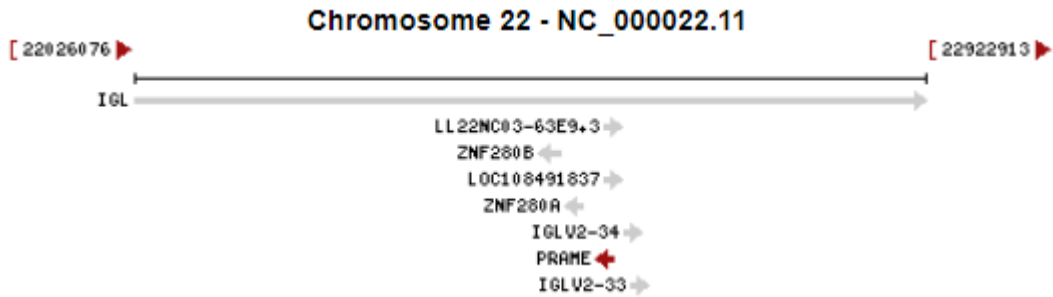 Chromosome 22 - NC_000022.11
[ 22026076 [ 22922913
IGL
LL22NC03-63E9.3
ZNF280B
LOC108491837
ZNF280A
IGLV2-34
PRAME
IGLV2-33